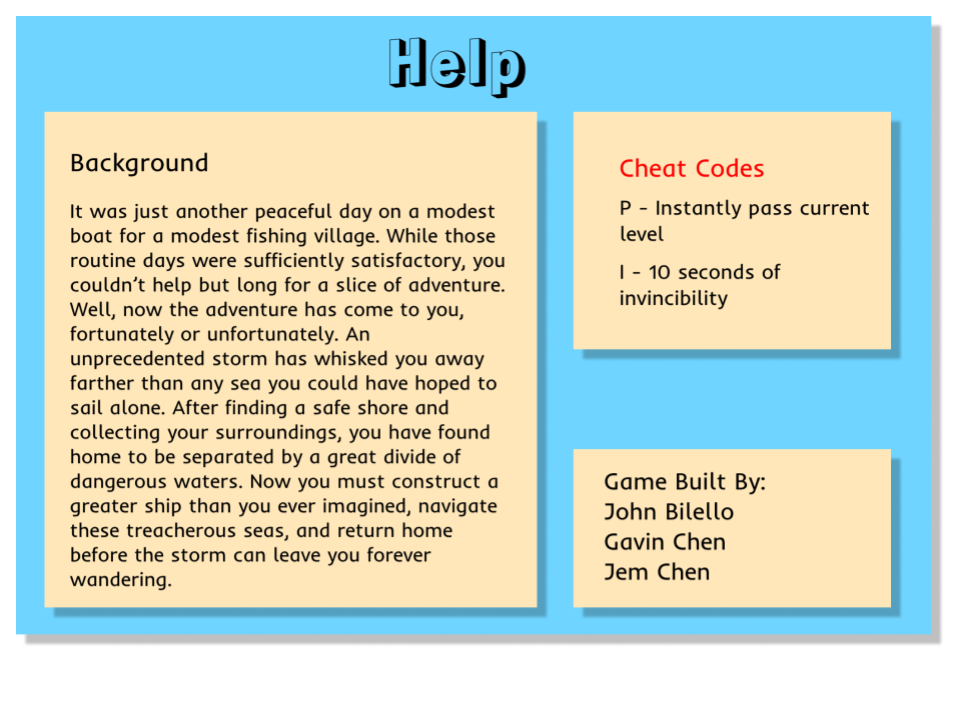 Help
Background
It was just another peaceful day on a modest
boat for a modest fishing village. While those
routine days were sufficiently satisfactory, you
couldn't help but long for a slice of adventure.
Well, now the adventure has come to you,
fortunately or unfortunately. An
unprecedented storm has whisked you away
farther than any sea you could have hoped to
sail alone. After finding a safe shore and
collecting your surroundings, you have found
home to be separated by a great divide of
dangerous waters. Now you must construct a
greater ship than you ever imagined, navigate
these treacherous seas, and return home
before the storm can leave you forever
wandering.
Cheat Codes
P - Instantly pass current
level
I - 10 seconds of
invincibility
Game Built By:
John Bilello
Gavin Chen
Jem Chen